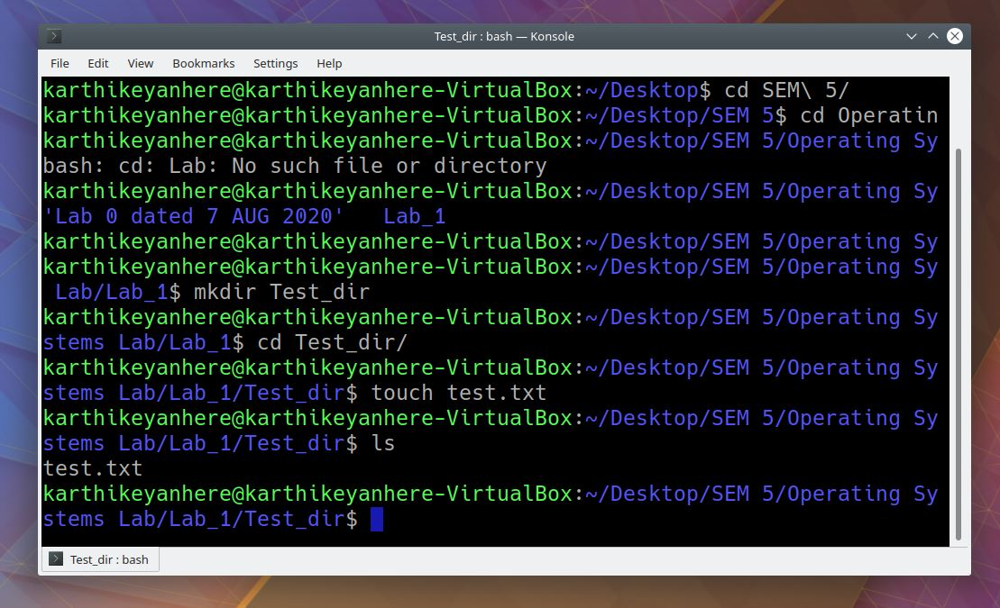 Test_dir : bash — Konsole
File Edit View Bookmarks Settings Help
karthikeyanhere@karthikeyanhere-VirtualBox:~/Desktop$ cd SEM\ 5/
karthikeyanhere@karthikeyanhere-VirtualBox:~/Desktop/SEM 5$ cd Operatin
karthikeyanhere@karthikeyanhere-VirtualBox:~/Desktop/SEM 5/Operating Sy
bash: cd: Lab: No such file or directory
karthikeyanhere@karthikeyanhere-VirtualBox:~/Desktop/SEM 5/Operating Sy
'Lab 0 dated 7 AUG 2020'   Lab_1
karthikeyanhere@karthikeyanhere-VirtualBox:~/Desktop/SEM 5/Operating Sy
karthikeyanhere@karthikeyanhere-VirtualBox:~/Desktop/SEM 5/Operating Sy
 Lab/Lab_1$ mkdir Test_dir
karthikeyanhere@karthikeyanhere-VirtualBox:~/Desktop/SEM 5/Operating Sy
stems Lab/Lab_1$ cd Test_dir/
karthikeyanhere@karthikeyanhere-VirtualBox:~/Desktop/SEM 5/Operating Sy
stems Lab/Lab_1/Test_dir$ touch test.txt
karthikeyanhere@karthikeyanhere-VirtualBox:~/Desktop/SEM 5/Operating Sy
stems Lab/Lab_1/Test_dir$ ls
test.txt
karthikeyanhere@karthikeyanhere-VirtualBox:~/Desktop/SEM 5/Operating Sy
stems Lab/Lab_1/Test_dir$
Test_dir : bash